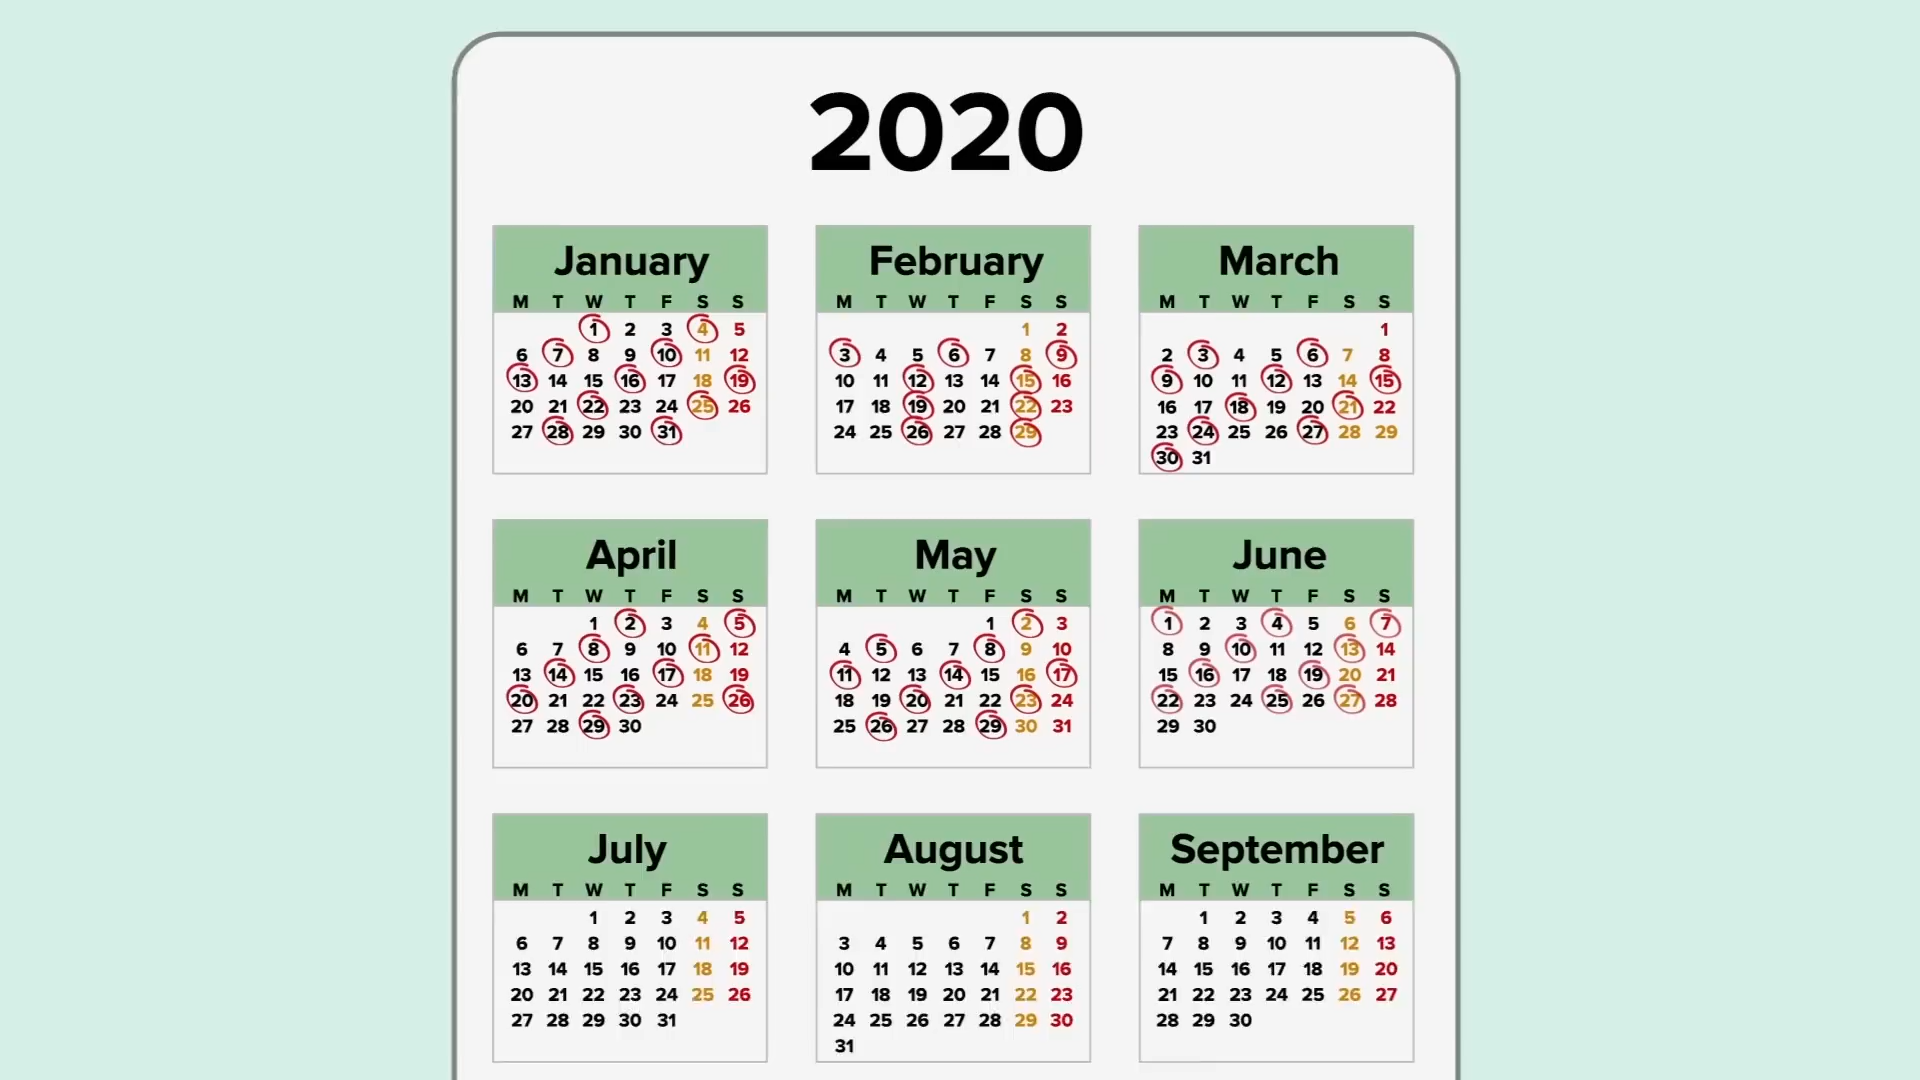 2020
January
M T W T F S S
1 2 3 4 5
6 7 8 9 10 11 12
13 14 15 16 17 18 19
20 21 22 23 24 25 26
27 28 29 30 31
February
M T W T F S S
1 2
3 4 5 6 7 8 9
10 11 12 13 14 15 16
17 18 19 20 21 22 23
24 25 26 27 28 29
March
M T W T F S S
1
2 3 4 5 6 7 8
9 10 11 12 13 14 15
16 17 18 19 20 21 22
23 24 25 26 27 28 29
30 31
April
M T W T F S S
1 2 3 4 5
6 7 8 9 10 11 12
13 14 15 16 17 18 19
20 21 22 23 24 25 26
27 28 29 30
May
M T W T F S S
1 2 3
4 5 6 7 8 9 10
11 12 13 14 15 16 17
18 19 20 21 22 23 24
25 26 27 28 29 30 31
June
M T W T F S S
1 2 3 4 5 6 7
8 9 10 11 12 13 14
15 16 17 18 19 20 21
22 23 24 25 26 27 28
29 30
July
M T W T F S S
1 2 3 4 5
6 7 8 9 10 11 12
13 14 15 16 17 18 19
20 21 22 23 24 25 26
27 28 29 30 31
August
M T W T F S S
1 2
3 4 5 6 7 8 9
10 11 12 13 14 15 16
17 18 19 20 21 22 23
24 25 26 27 28 29 30
31
September
M T W T F S S
1 2 3 4 5 6
7 8 9 10 11 12 13
14 15 16 17 18 19 20
21 22 23 24 25 26 27
28 29 30